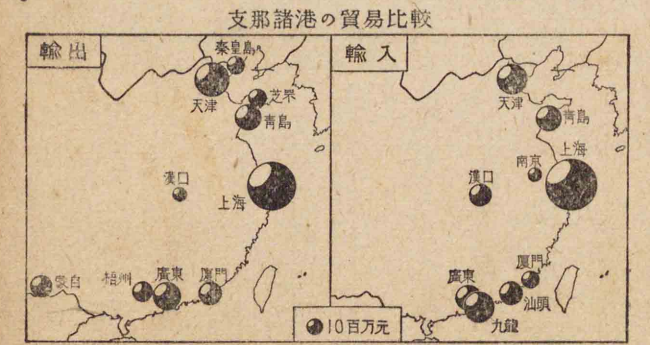 支那諸港の貿易比較
輸出
秦皇島
天津
芝罘
青島
漢口
上海
蒙自
梧州
廣東
厦門
輸入
天津
青島
上海
南京
漢口
厦門
廣東
汕頭
九龍
10百万元